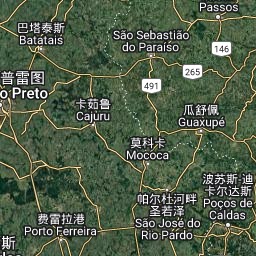 Passos
巴塔泰斯
Batatais
São Sebastião
do Paraíso
146
265
491
普雷图
o Preto
卡茹鲁
Cajuru
瓜舒佩
Guaxupé
莫科卡
Mococa
波苏斯-迪
卡尔达斯
Poços de
Caldas
帕尔杜河畔
圣若泽
São José do
Rio Pardo
费雷拉港
Porto Ferreira
斯